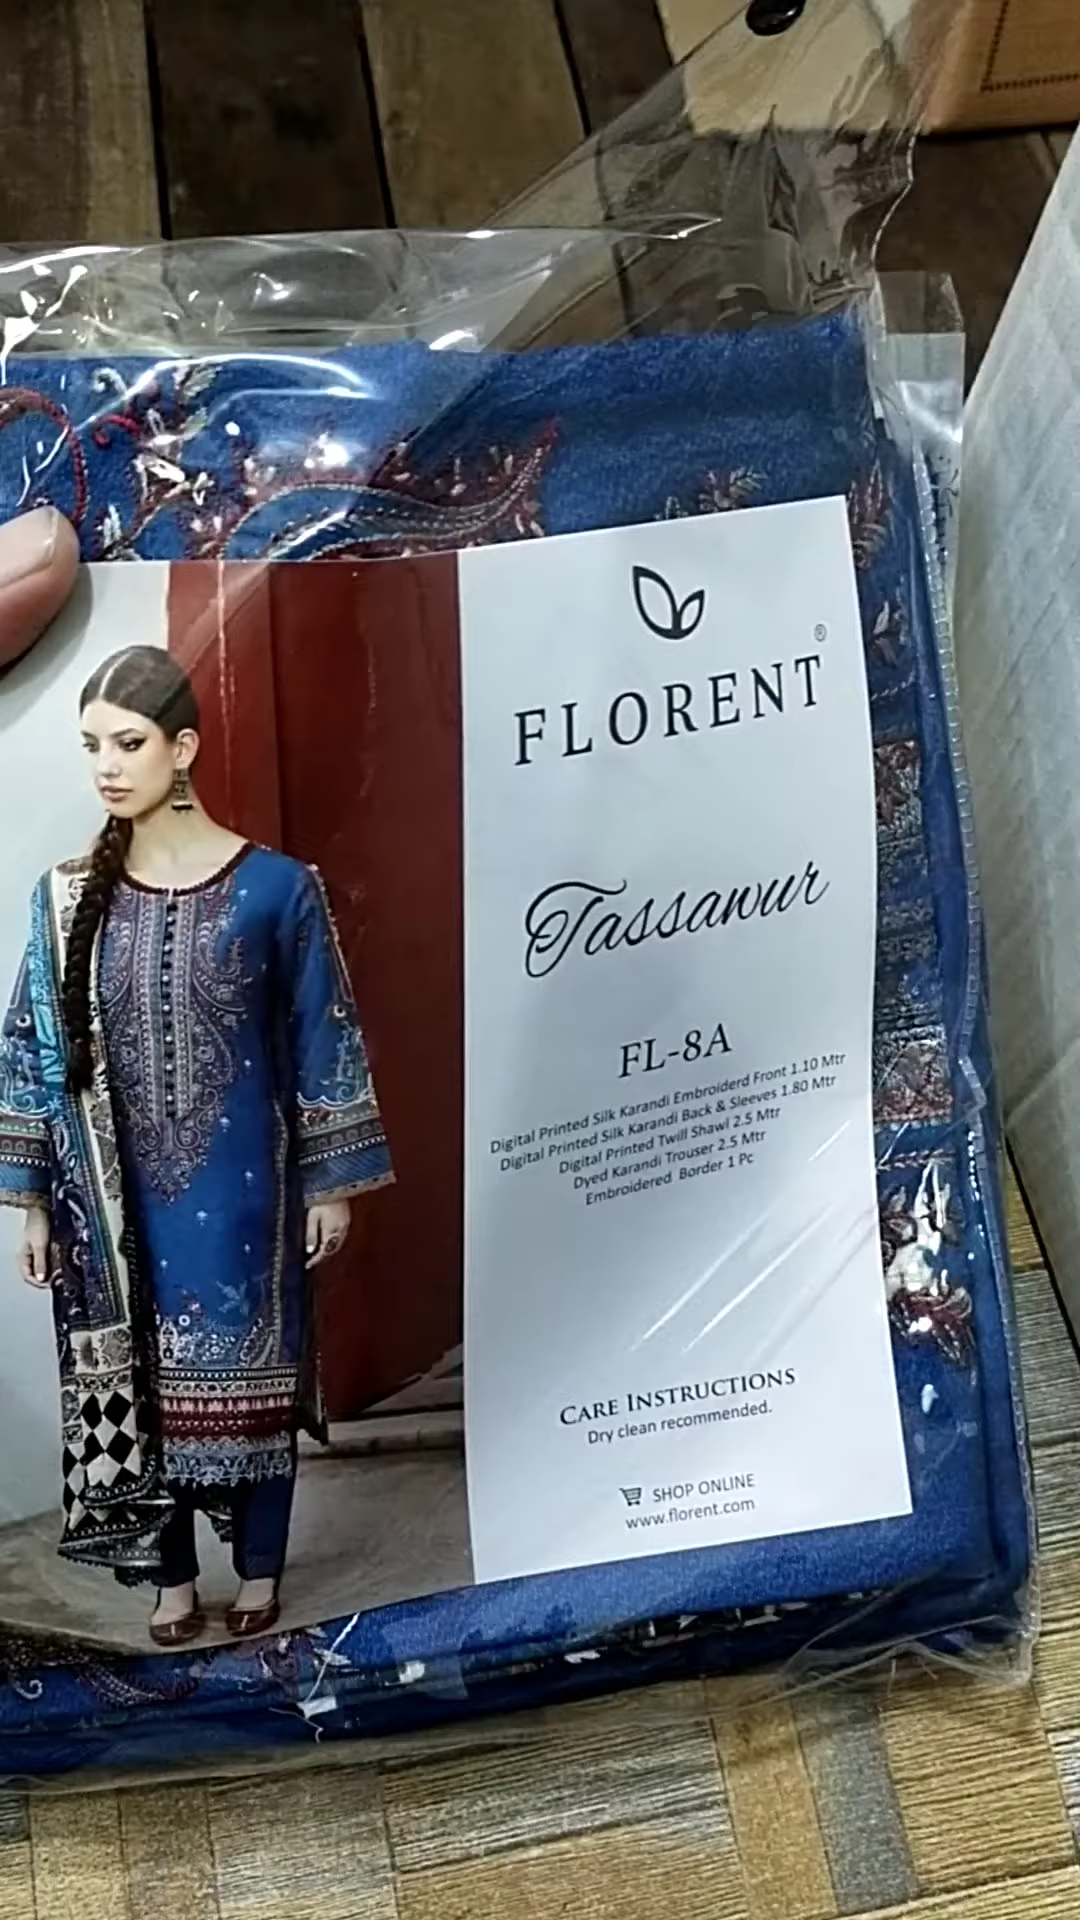 ®
FLORENT
Tassawur
FL-8A
Digital Printed Silk Karandi Embroiderd Front 1.10 Mtr
Digital Printed Silk Karandi Back & Sleeves 1.80 Mtr
Digital Printed Twill Shawl 2.5 Mtr
Dyed Karandi Trouser 2.5 Mtr
Embroidered Border 1 Pc
CARE INSTRUCTIONS
Dry clean recommended.
SHOP ONLINE
www.florent.com